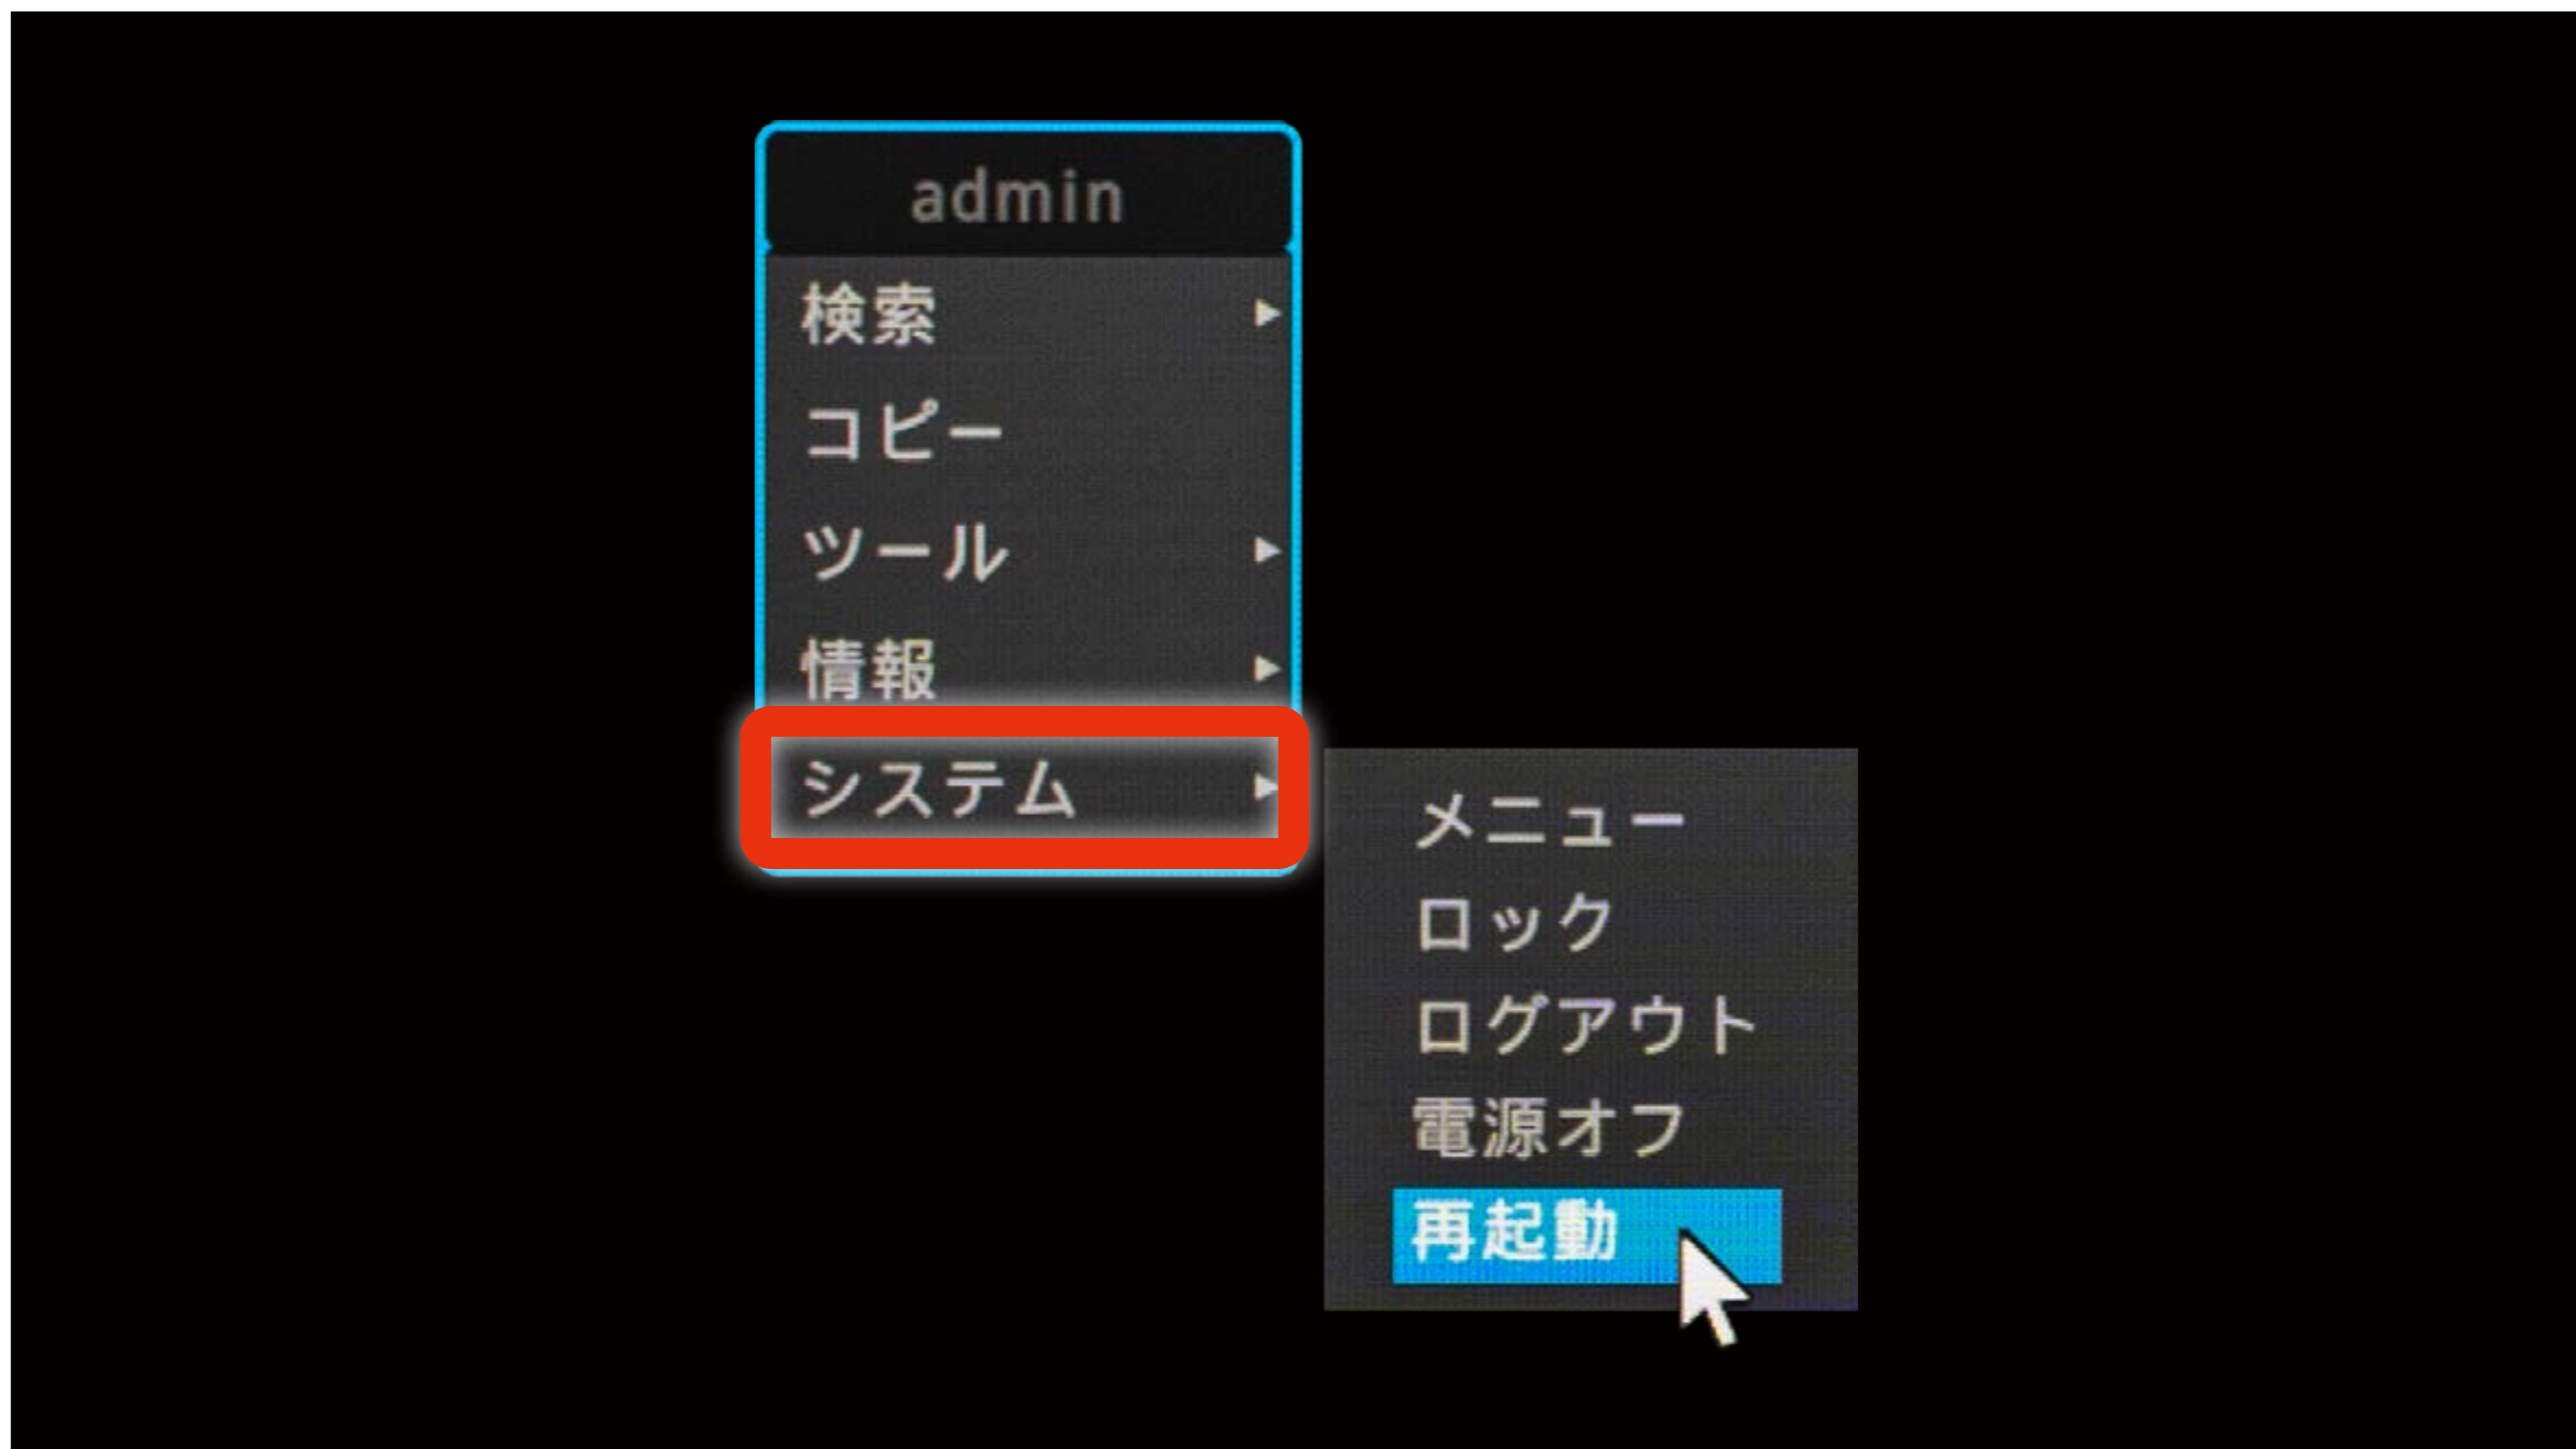 admin
検索
コピー
ツール
情報
システム
メニュー
ロック
ログアウト
電源オフ
再起動